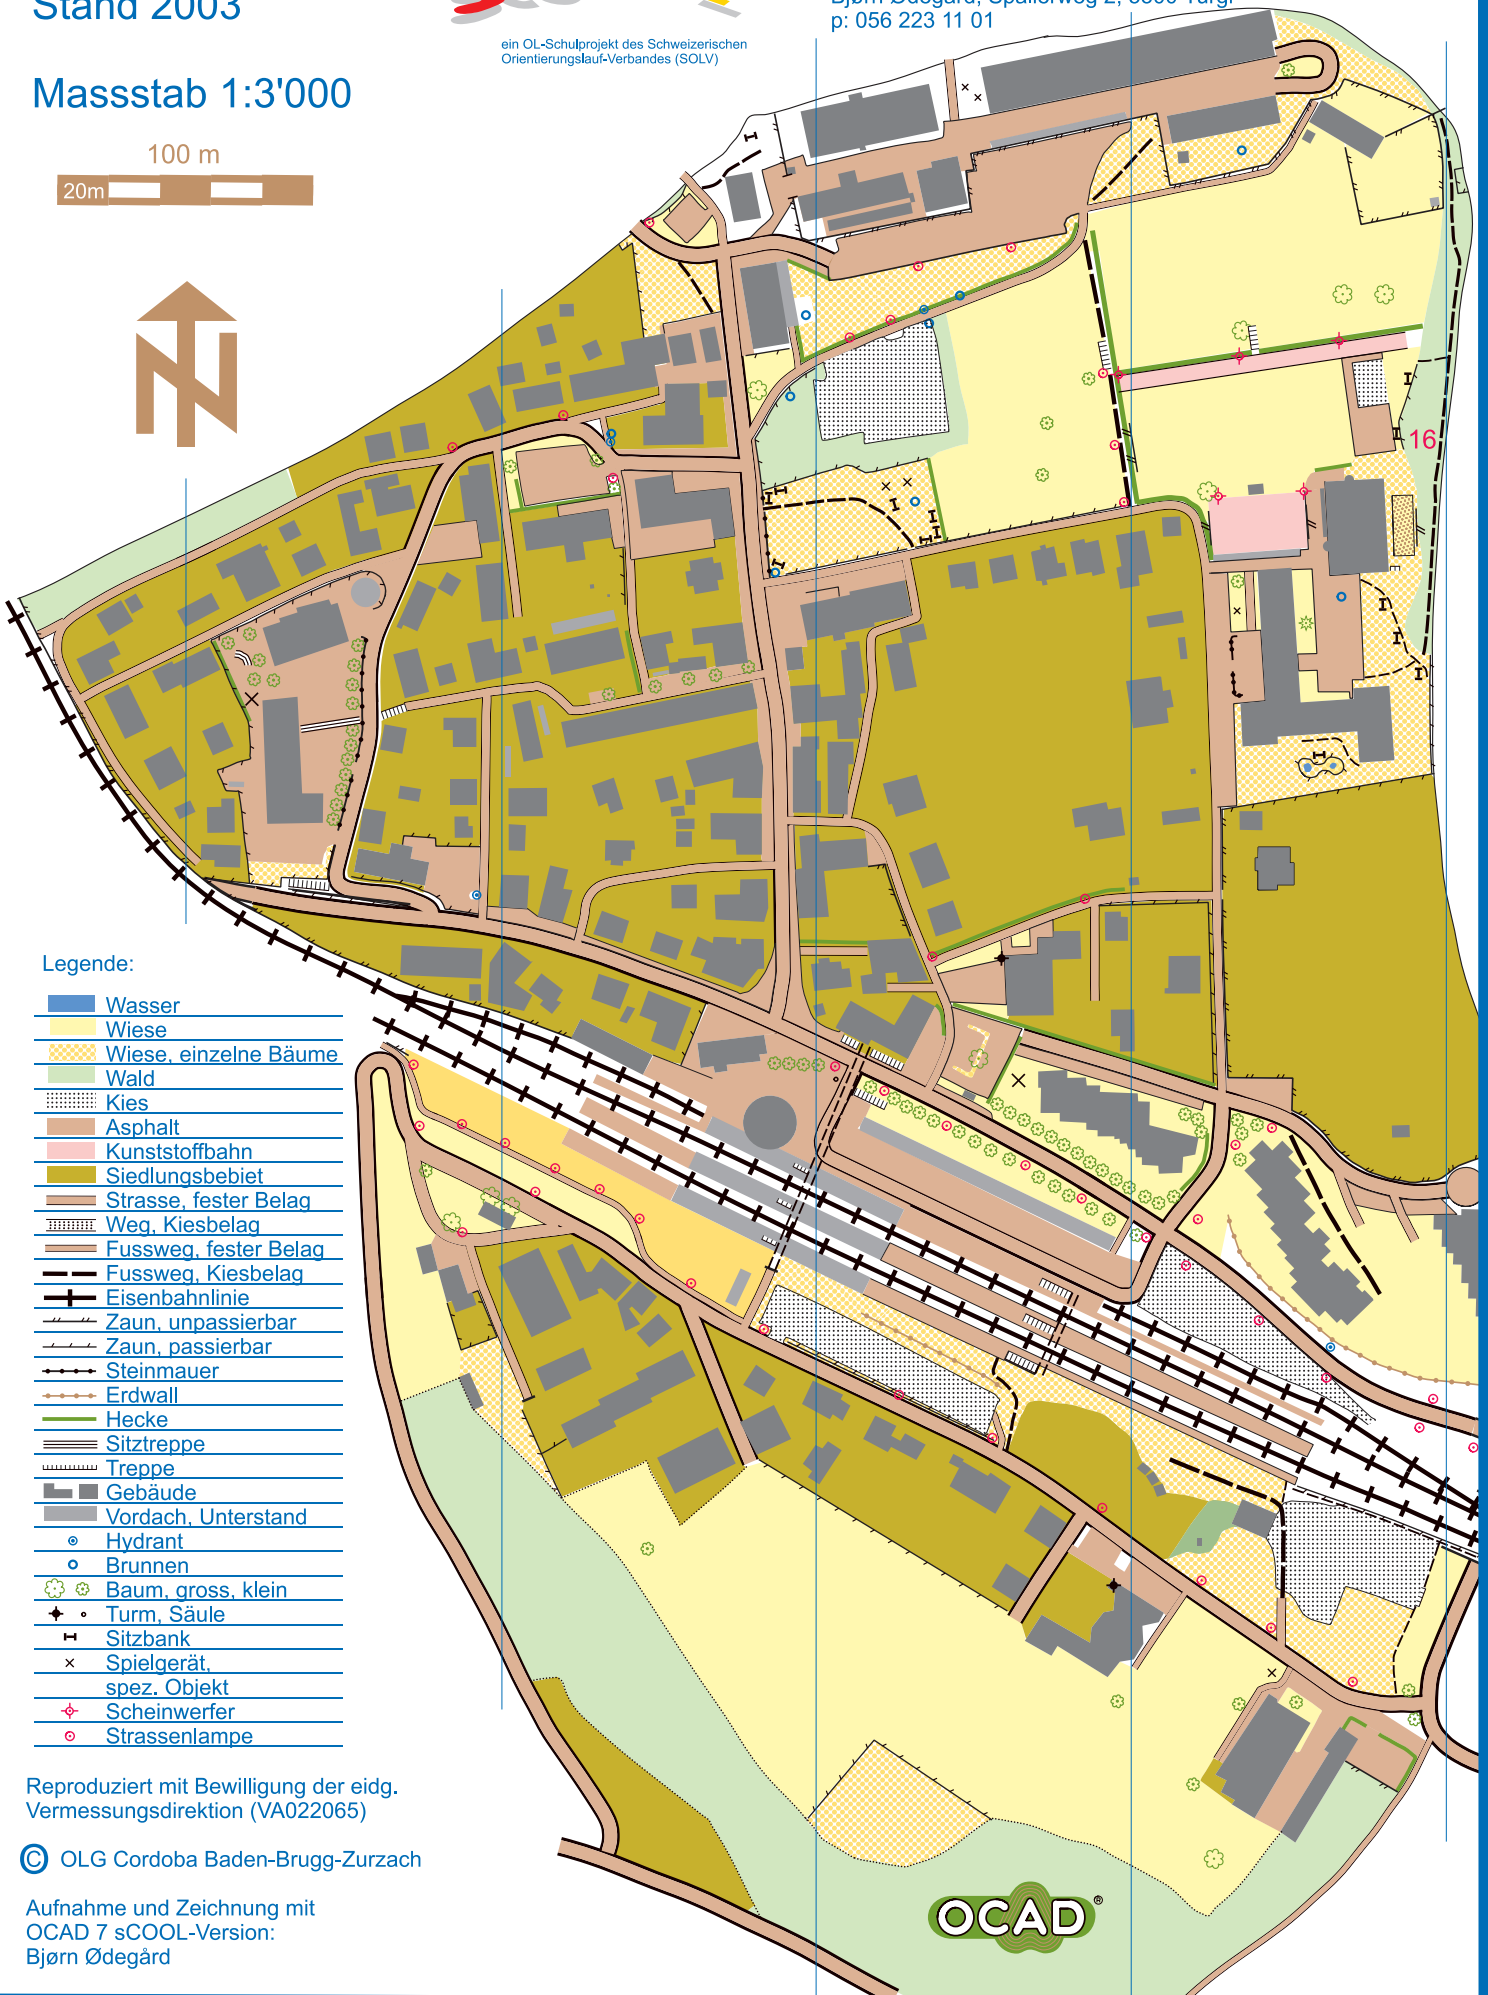 Stand 2003
Massstab 1:3'000
100 m
20m
ein OL-Schulprojekt des Schweizerischen
Orientierungslauf-Verbandes (SOLV)
p: 056 223 11 01
16
Legende:
Wasser
Wiese
Wiese, einzelne Bäume
Wald
Kies
Asphalt
Kunststoffbahn
Siedlungsbebiet
Strasse, fester Belag
Weg, Kiesbelag
Fussweg, fester Belag
Fussweg, Kiesbelag
Eisenbahnlinie
Zaun, unpassierbar
Zaun, passierbar
Steinmauer
Erdwall
Hecke
Sitztreppe
Treppe
Gebäude
Vordach, Unterstand
Hydrant
Brunnen
Baum, gross, klein
Turm, Säule
Sitzbank
Spielgerät,
spez. Objekt
Scheinwerfer
Strassenlampe
Reproduziert mit Bewilligung der eidg.
Vermessungsdirektion (VA022065)
© OLG Cordoba Baden-Brugg-Zurzach
Aufnahme und Zeichnung mit
OCAD 7 sCOOL-Version:
Bjørn Ødegård
OCAD ®